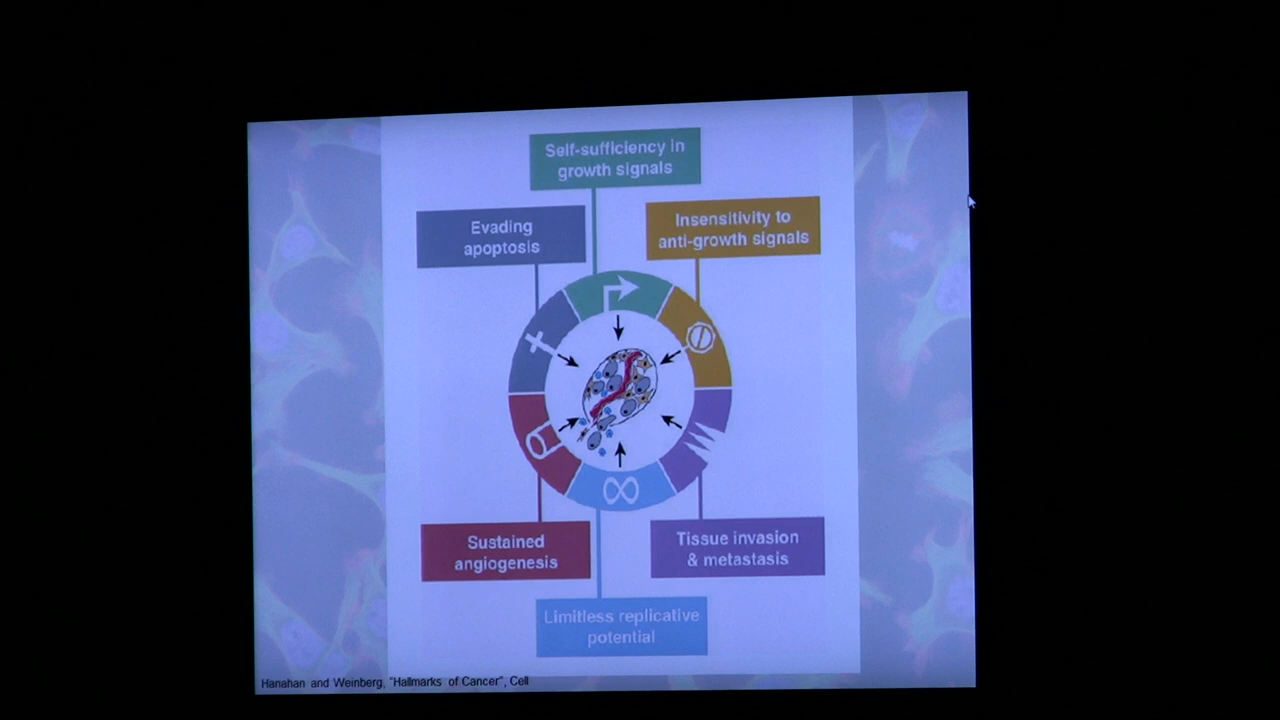 Self-sufficiency in
growth signals
Evading
apoptosis
Insensitivity to
anti-growth signals
Sustained
angiogenesis
Tissue invasion
& metastasis
Limitless replicative
potential
Hanahan and Weinberg, "Hallmarks of Cancer", Cell